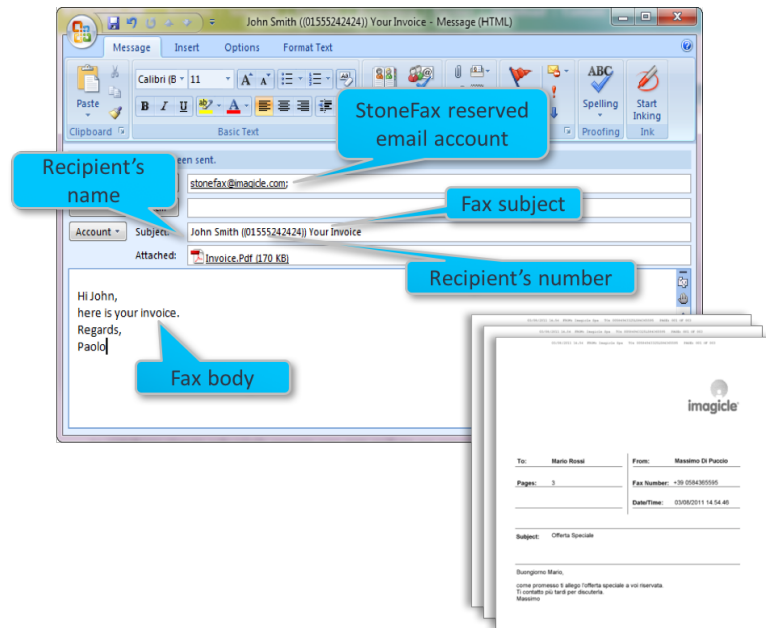 John Smith ((01555242424)) Your Invoice - Message (HTML)
Message Insert Options Format Text
Calibri (B 11
Paste
B I U
ABC
Spelling
Start
Inking
Clipboard Basic Text Proofing Ink
StoneFax reserved
email account
en sent.
Recipient's
name
stonefax@imagicle.com;
Fax subject
Account Subject: John Smith ((01555242424)) Your Invoice
Attached: Invoice.Pdf (170 KB)
Recipient's number
Hi John,
here is your invoice.
Regards,
Paolo
Fax body
imagicle
To: Mario Rossi From: Massimo Di Puccio
Pages: 3 Fax Number: +39 0584365595
Date/Time: 03/08/2011 14.54.46
Subject: Offerta Speciale
Buongiorno Mario,
come promesso ti allego l'offerta speciale a voi riservata.
Ti contatto più tardi per discuterla.
Massimo